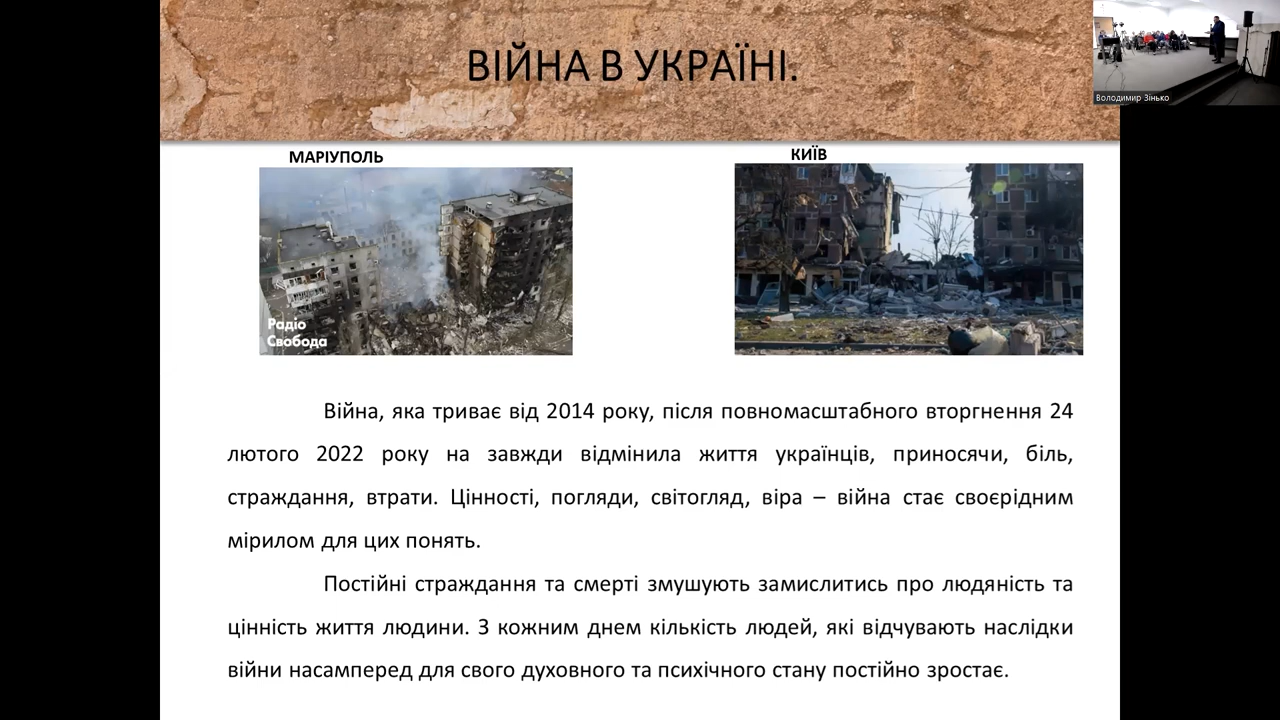 ВІЙНА В УКРАЇНІ.
Володимир Зінько
МАРІУПОЛЬ
КИЇВ
Радіо
Свобода
Війна, яка триває від 2014 року, після повномасштабного вторгнення 24
лютого 2022 року на завжди відмінила життя українців, приносячи, біль,
страждання, втрати. Цінності, погляди, світогляд, віра – війна стає своєрідним
мірилом для цих понять.
Постійні страждання та смерті змушують замислитись про людяність та
цінність життя людини. З кожним днем кількість людей, які відчувають наслідки
війни насамперед для свого духовного та психічного стану постійно зростає.